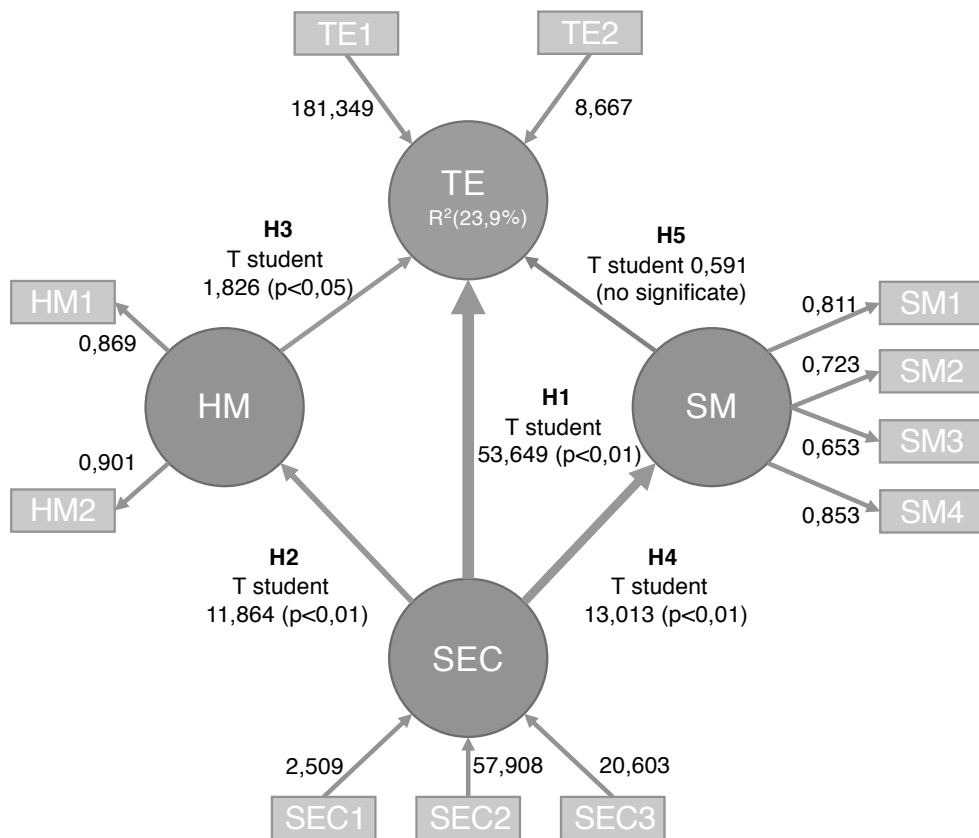 TE1
TE2
181,349
8,667
TE
R²(23,9%)
H3
T student
1,826 (p<0,05)
H5
T student 0,591
(no significate)
HM1
0,869
HM
0,901
HM2
H1
T student
53,649 (p<0,01)
SM
0,811
SM1
0,723
SM2
0,653
SM3
0,853
SM4
H2
T student
11,864 (p<0,01)
H4
T student
13,013 (p<0,01)
SEC
2,509
57,908
20,603
SEC1
SEC2
SEC3